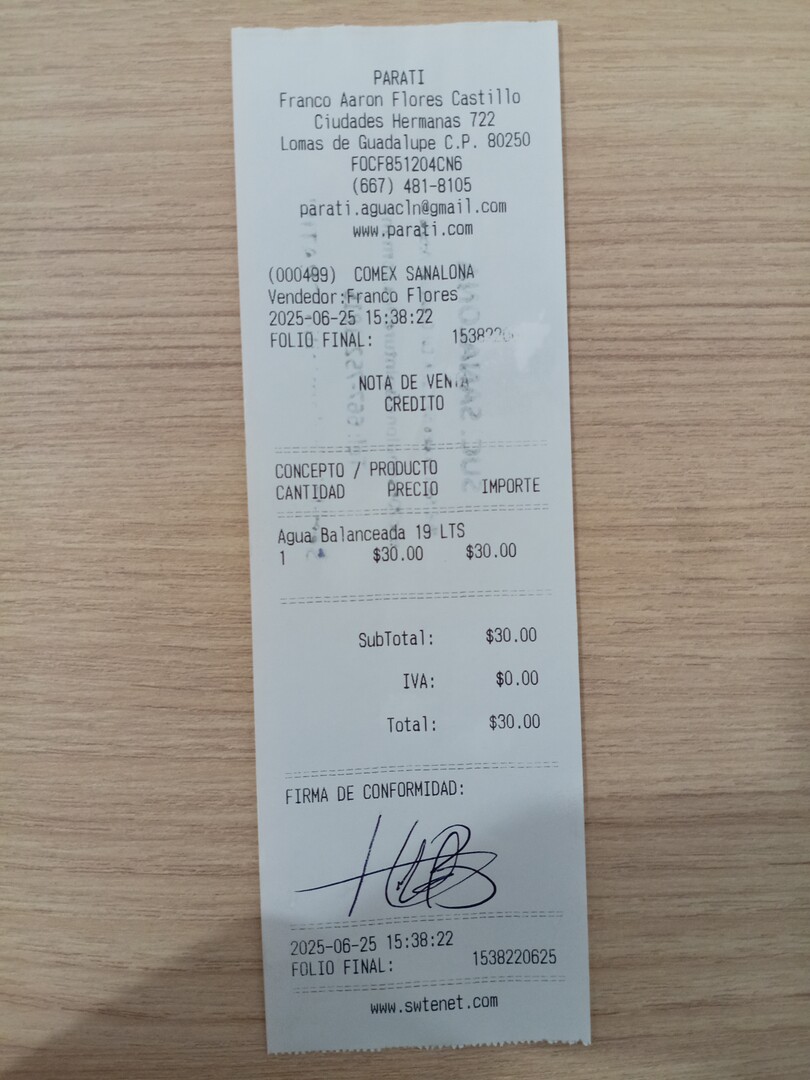 PARATI
Franco Aaron Flores Castillo
Ciudades Hermanas 722
Lomas de Guadalupe C.P. 80250
FOCF851204CN6
(667) 481-8105
parati.aguacln@gmail.com
www.parati.com
(000499) COMEX SANALONA
Vendedor:Franco Flores
2025-06-25 15:38:22
FOLIO FINAL:
NOTA DE VENTA
CREDITO
CONCEPTO / PRODUCTO
CANTIDAD PRECIO IMPORTE
Agua Balanceada 19 LTS
1 $30.00 $30.00
SubTotal: $30.00
IVA: $0.00
Total: $30.00
FIRMA DE CONFORMIDAD:
2025-06-25 15:38:22
FOLIO FINAL: 1538220625
www.swtenet.com